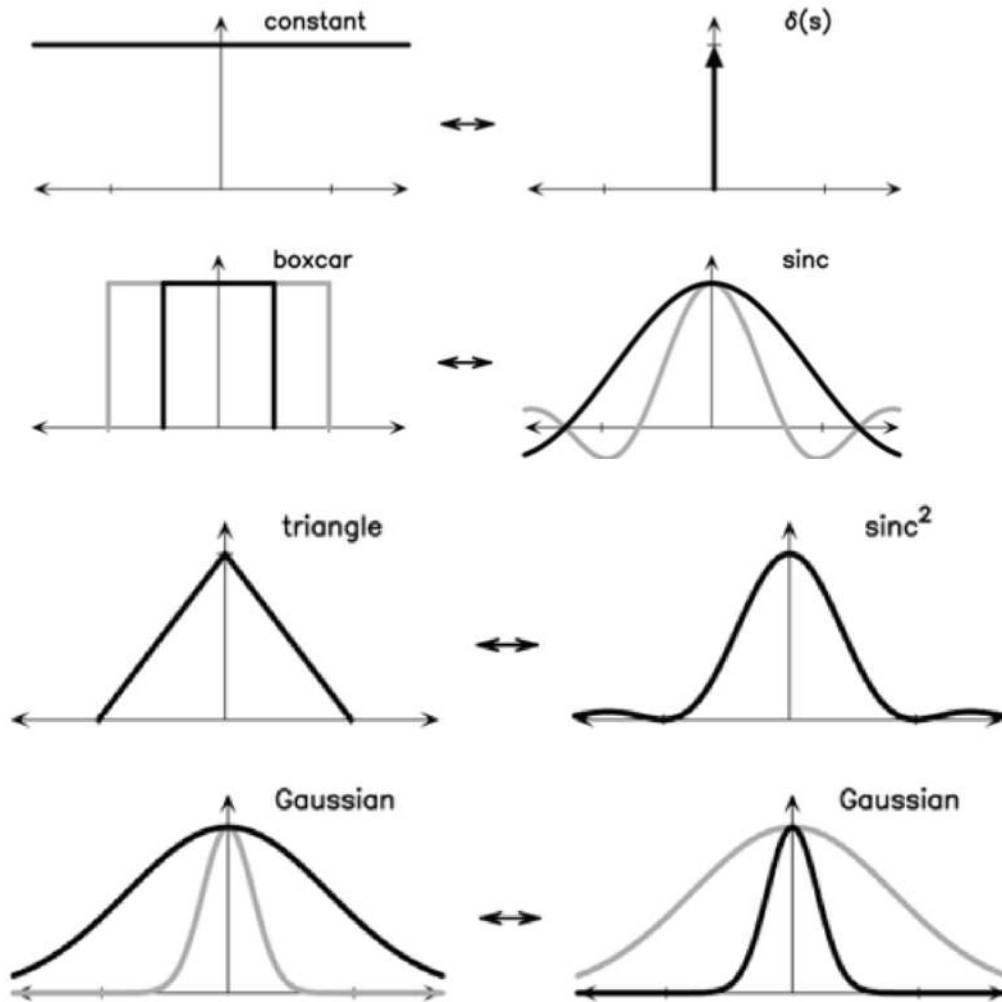 constant
δ(s)
boxcar
sinc
triangle
sinc²
Gaussian
Gaussian